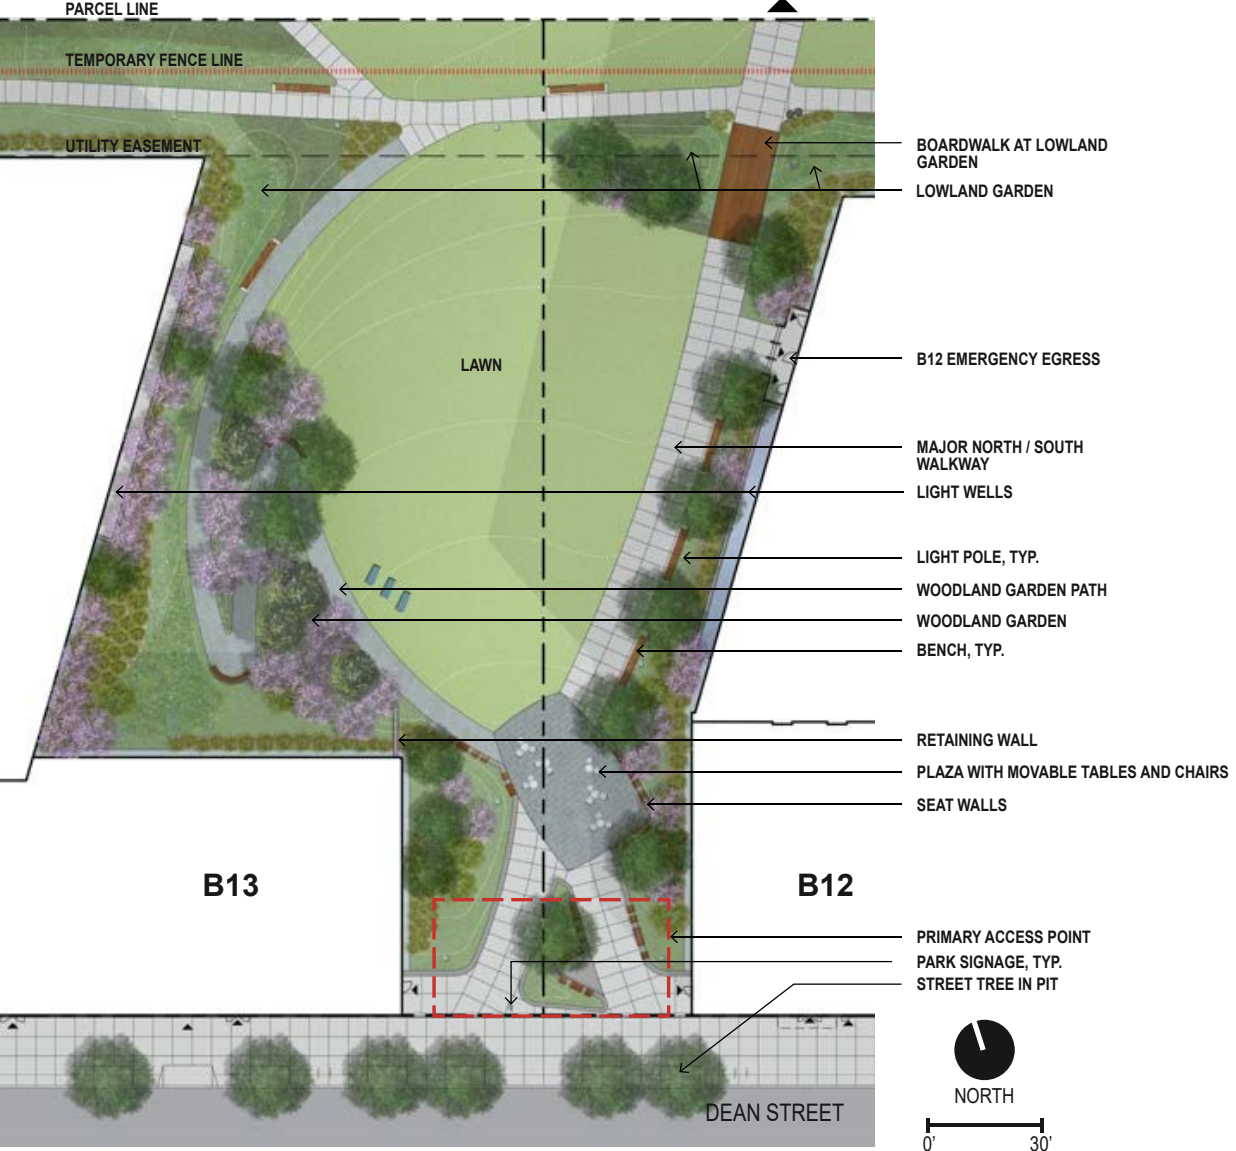 PARCEL LINE
TEMPORARY FENCE LINE
UTILITY EASEMENT
BOARDWALK AT LOWLAND
GARDEN
LOWLAND GARDEN
LAWN
B12 EMERGENCY EGRESS
MAJOR NORTH / SOUTH
WALKWAY
LIGHT WELLS
LIGHT POLE, TYP.
WOODLAND GARDEN PATH
WOODLAND GARDEN
BENCH, TYP.
RETAINING WALL
PLAZA WITH MOVABLE TABLES AND CHAIRS
SEAT WALLS
B13
B12
PRIMARY ACCESS POINT
PARK SIGNAGE, TYP.
STREET TREE IN PIT
NORTH
DEAN STREET
0' 30'